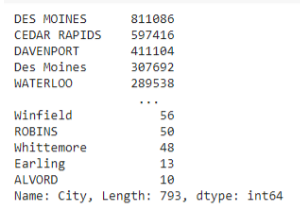 DES MOINES 811086
CEDAR RAPIDS 597416
DAVENPORT 411104
Des Moines 307692
WATERLOO 289538
...
Winfield 56
ROBINS 50
Whittemore 48
Earling 13
ALVORD 10
Name: City, Length: 793, dtype: int64